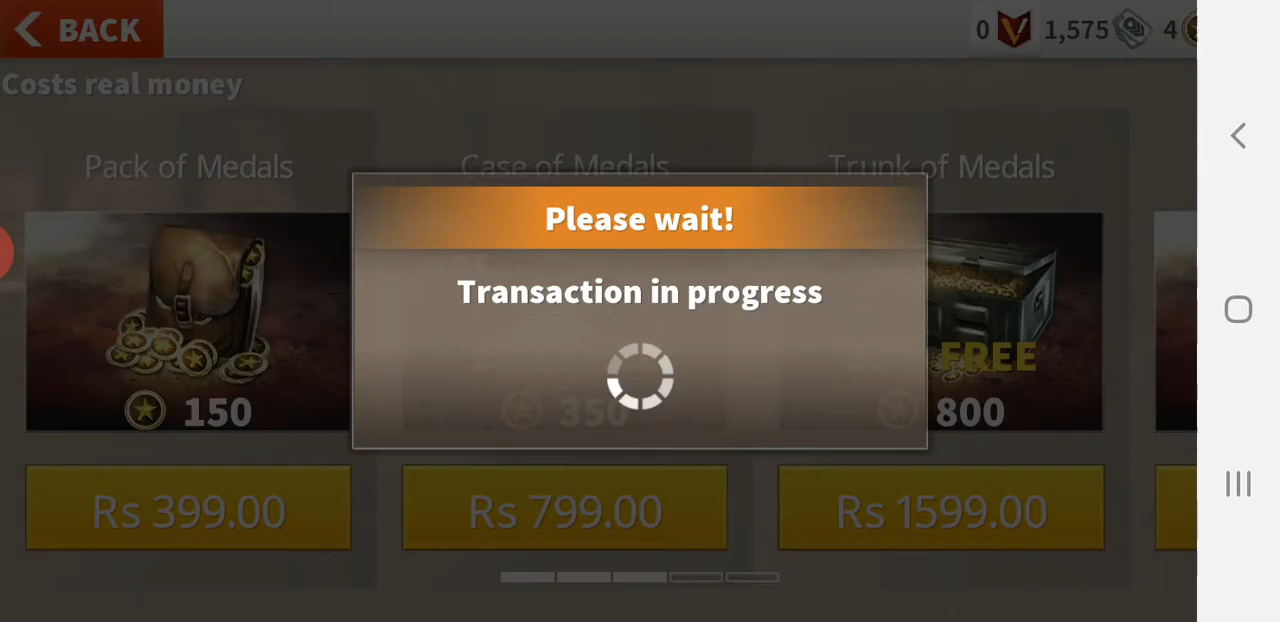 BACK
0 1,575 4
Costs real money
Pack of Medals
Case of Medals
Trunk of Medals
Please wait!
Transaction in progress
FREE
150
350
800
Rs 399.00
Rs 799.00
Rs 1599.00